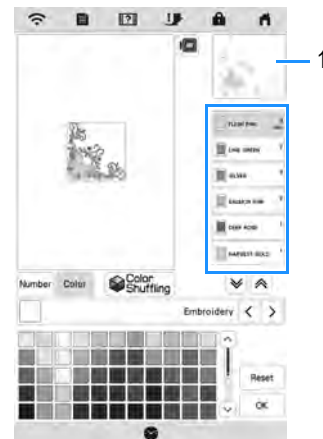 1
FLESH PINK
LIME GREEN
SILVER
SALMON PINK
DEEP ROSE
HARVEST GOLD
Number Color Color Shuffling
Embroidery < >
Reset
OK